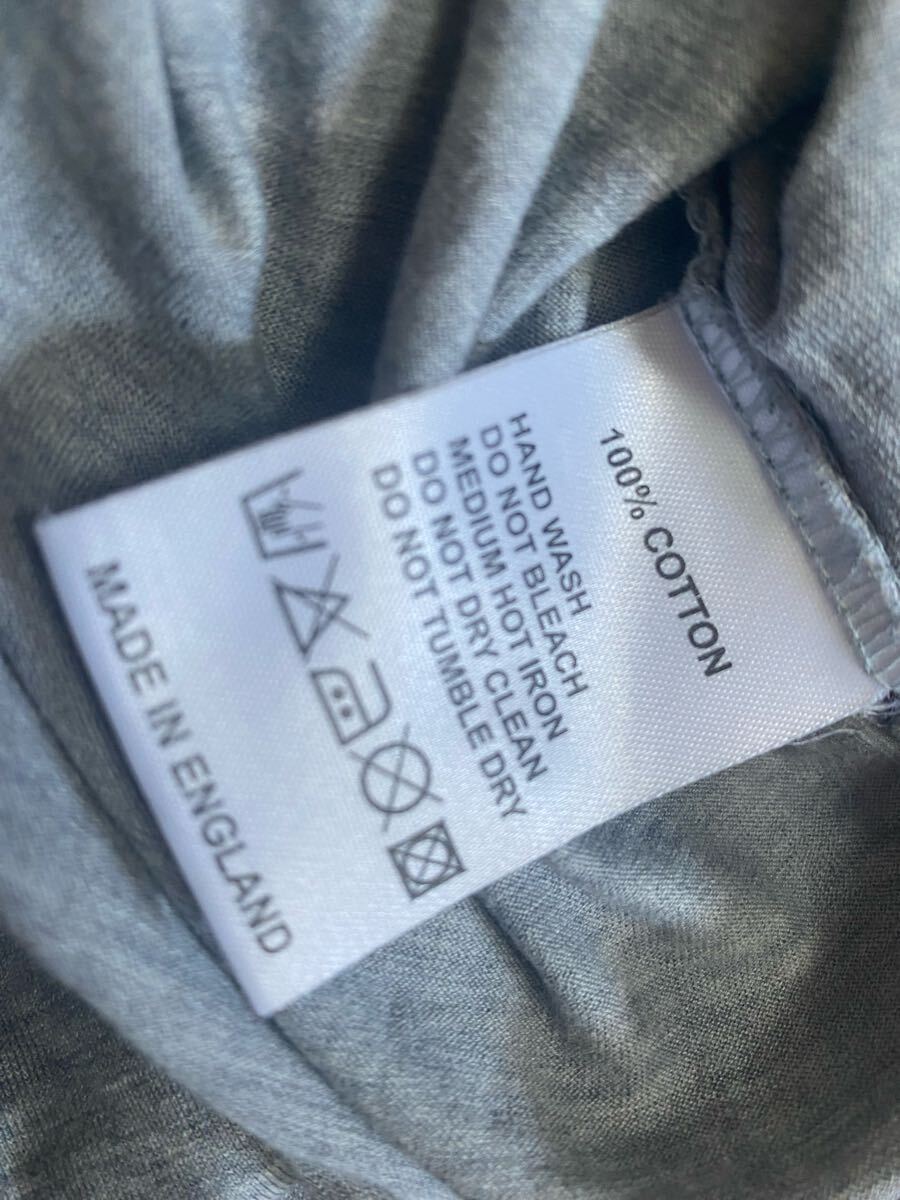 100% COTTON
HAND WASH
DO NOT BLEACH
MEDIUM HOT IRON
DO NOT DRY CLEAN
DO NOT TUMBLE DRY
MADE IN ENGLAND